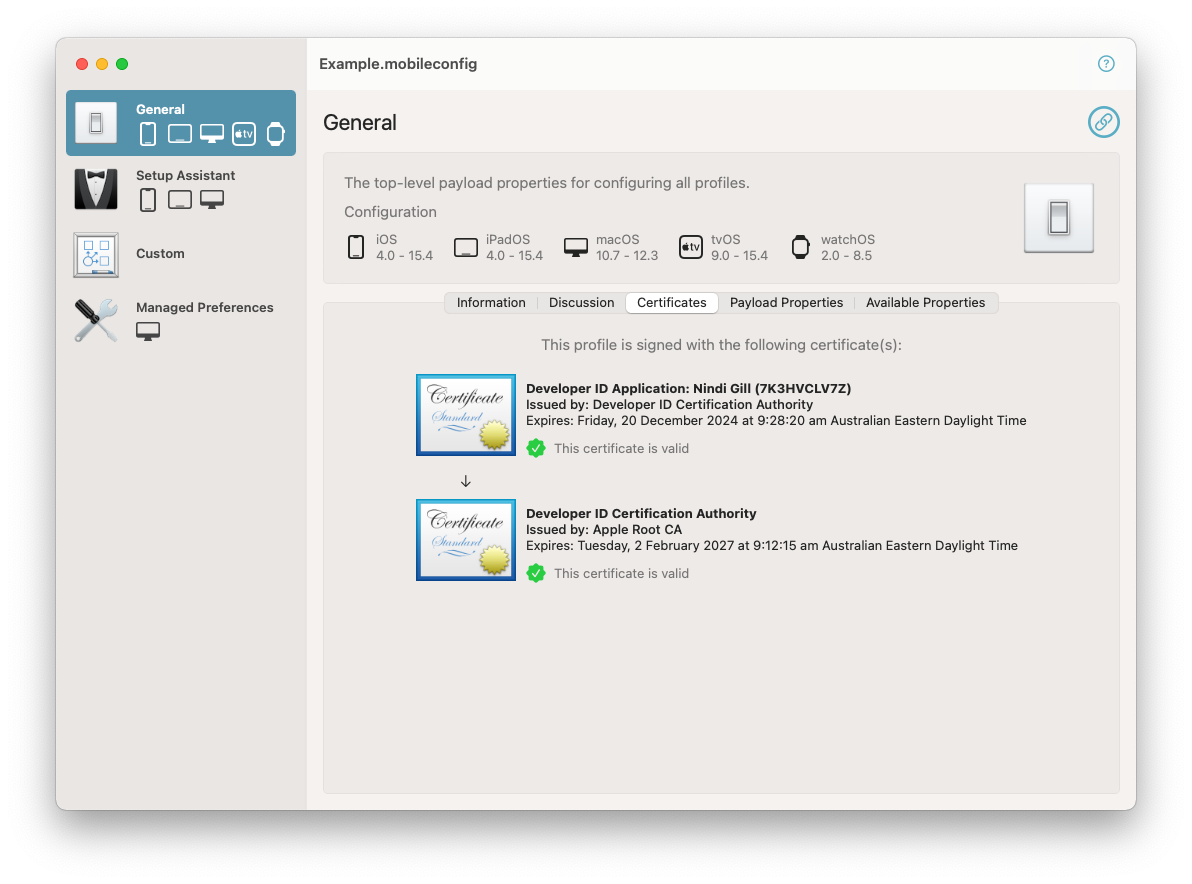 Example.mobileconfig
?
General
Setup Assistant
Custom
Managed Preferences
General
The top-level payload properties for configuring all profiles.
Configuration
iOS
4.0 - 15.4
iPadOS
4.0 - 15.4
macOS
10.7 - 12.3
tv
tvOS
9.0 - 15.4
watchOS
2.0 - 8.5
Information
Discussion
Certificates
Payload Properties
Available Properties
This profile is signed with the following certificate(s):
Certificate
Standard
Developer ID Application: Nindi Gill (7K3HVCLV7Z)
Issued by: Developer ID Certification Authority
Expires: Friday, 20 December 2024 at 9:28:20 am Australian Eastern Daylight Time
This certificate is valid
Certificate
Standard
Developer ID Certification Authority
Issued by: Apple Root CA
Expires: Tuesday, 2 February 2027 at 9:12:15 am Australian Eastern Daylight Time
This certificate is valid